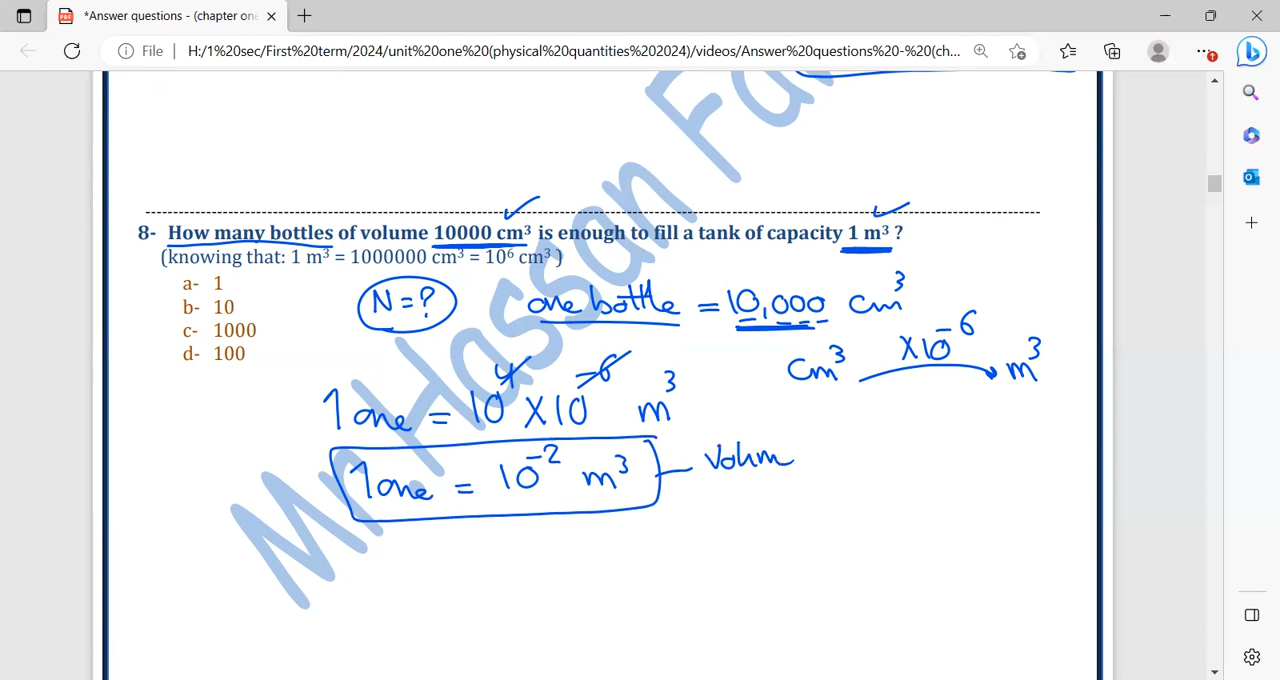 *Answer questions - (chapter one
File
H:/1%20sec/First%20term/2024/unit%20one%20(physical%20quantities%202024)/videos/Answer%20questions%20-%20(ch...
Mr. Hassan Fa
8- How many bottles of volume 10000 cm³ is enough to fill a tank of capacity 1 m³ ?
(knowing that: 1 m³ = 1000000 cm³ = 10⁶ cm³ )
a- 1
b- 10
c- 1000
d- 100
N = ?
one bottle = 10,000 cm³
cm³ ×10⁻⁶ m³
1 one = 10⁴ × 10⁻⁶ m³
1 one = 10⁻² m³
Volum